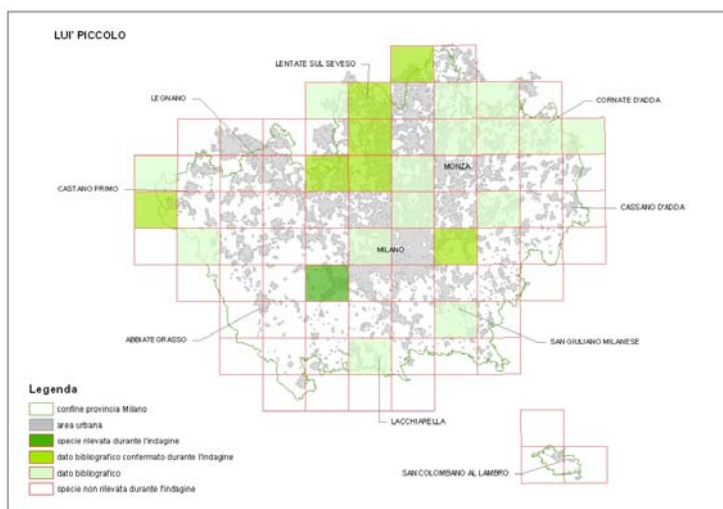 LUI' PICCOLO
LENTATE SUL SEVESO
LEGNANO
CORNATE D'ADDA
MONZA
CASTANO PRIMO
CASSANO D'ADDA
MILANO
ABBIATEGRASSO
SAN GIULIANO MILANESE
LACCHIARELLA
SAN COLOMBANO AL LAMBRO
Legenda
confine provincia Milano
area urbana
specie rilevata durante l'indagine
dato bibliografico confermato durante l'indagine
dato bibliografico
specie non rilevata durante l'indagine